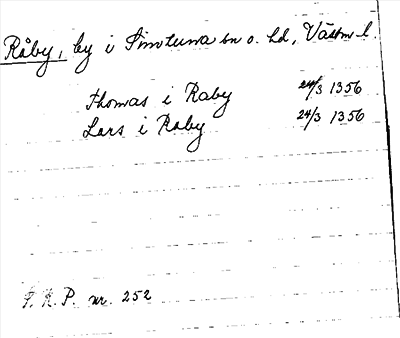 Råby, by i Simtuna sn o. hd, Västm l.
Thomas i Raby 24/3 1356
Lars i Raby 24/3 1356
P. R. P. nr. 252